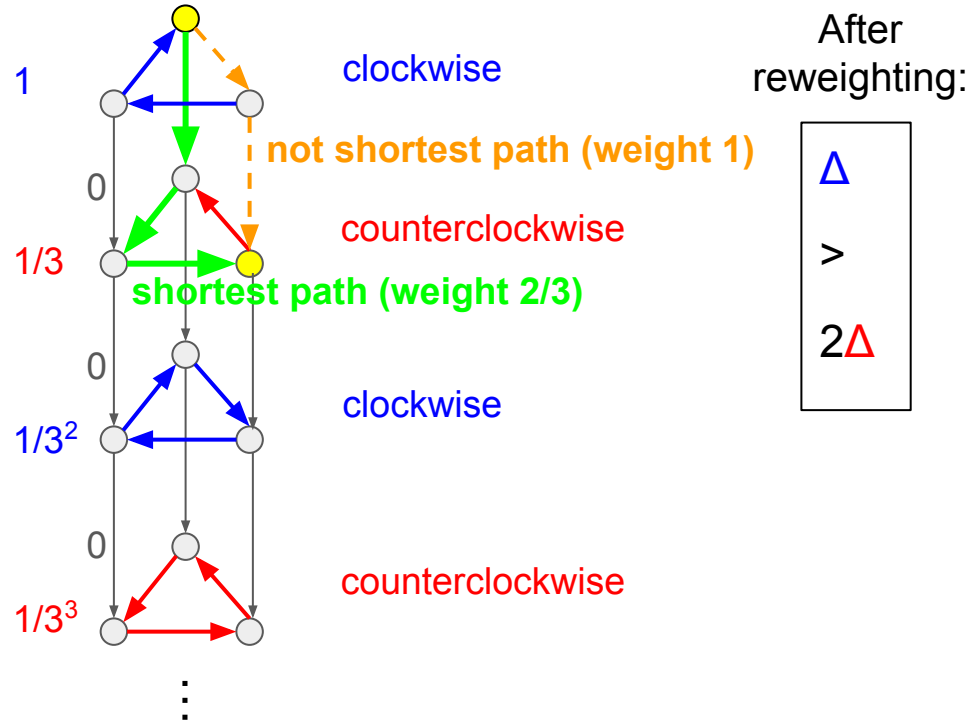 After
reweighting:
1
clockwise
not shortest path (weight 1)
0
counterclockwise
1/3
shortest path (weight 2/3)
0
clockwise
1/3²
0
counterclockwise
1/3³
⋮
Δ
>
2Δ